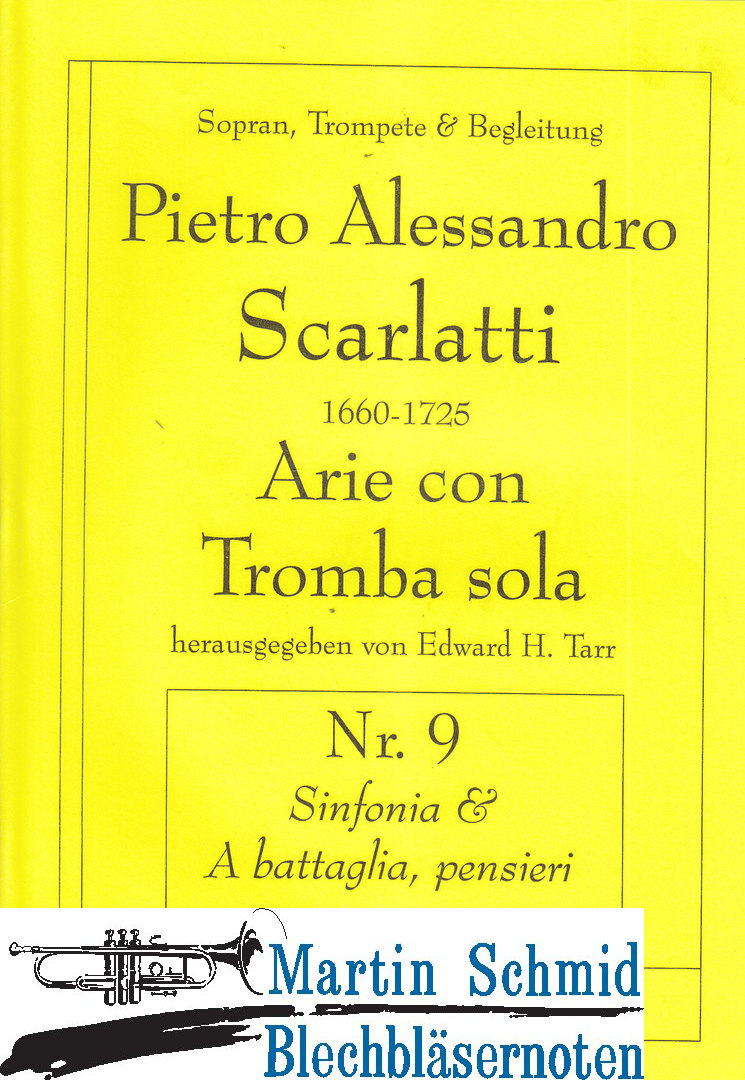 Sopran, Trompete & Begleitung
Pietro Alessandro
Scarlatti
1660-1725
Arie con
Tromba sola
herausgegeben von Edward H. Tarr
Nr. 9
Sinfonia &
A battaglia, pensieri
Martin Schmid
Blechbläsernoten